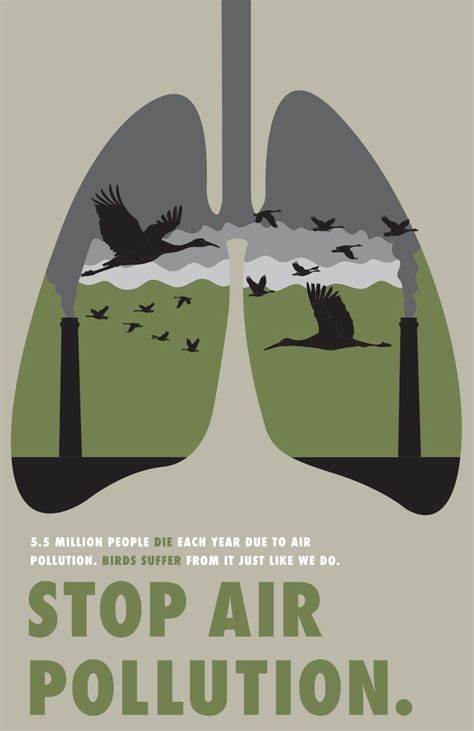 5.5 MILLION PEOPLE DIE EACH YEAR DUE TO AIR
POLLUTION. BIRDS SUFFER FROM IT JUST LIKE WE DO.
STOP AIR
POLLUTION.